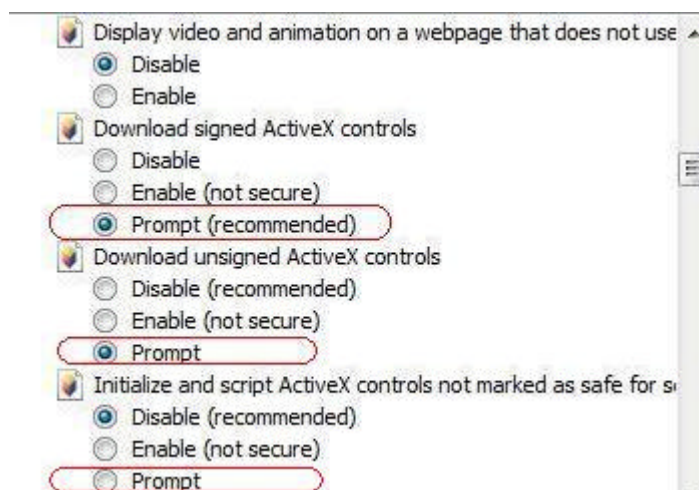 Display video and animation on a webpage that does not use
Disable
Enable
Download signed ActiveX controls
Disable
Enable (not secure)
Prompt (recommended)
Download unsigned ActiveX controls
Disable (recommended)
Enable (not secure)
Prompt
Initialize and script ActiveX controls not marked as safe for s
Disable (recommended)
Enable (not secure)
Prompt